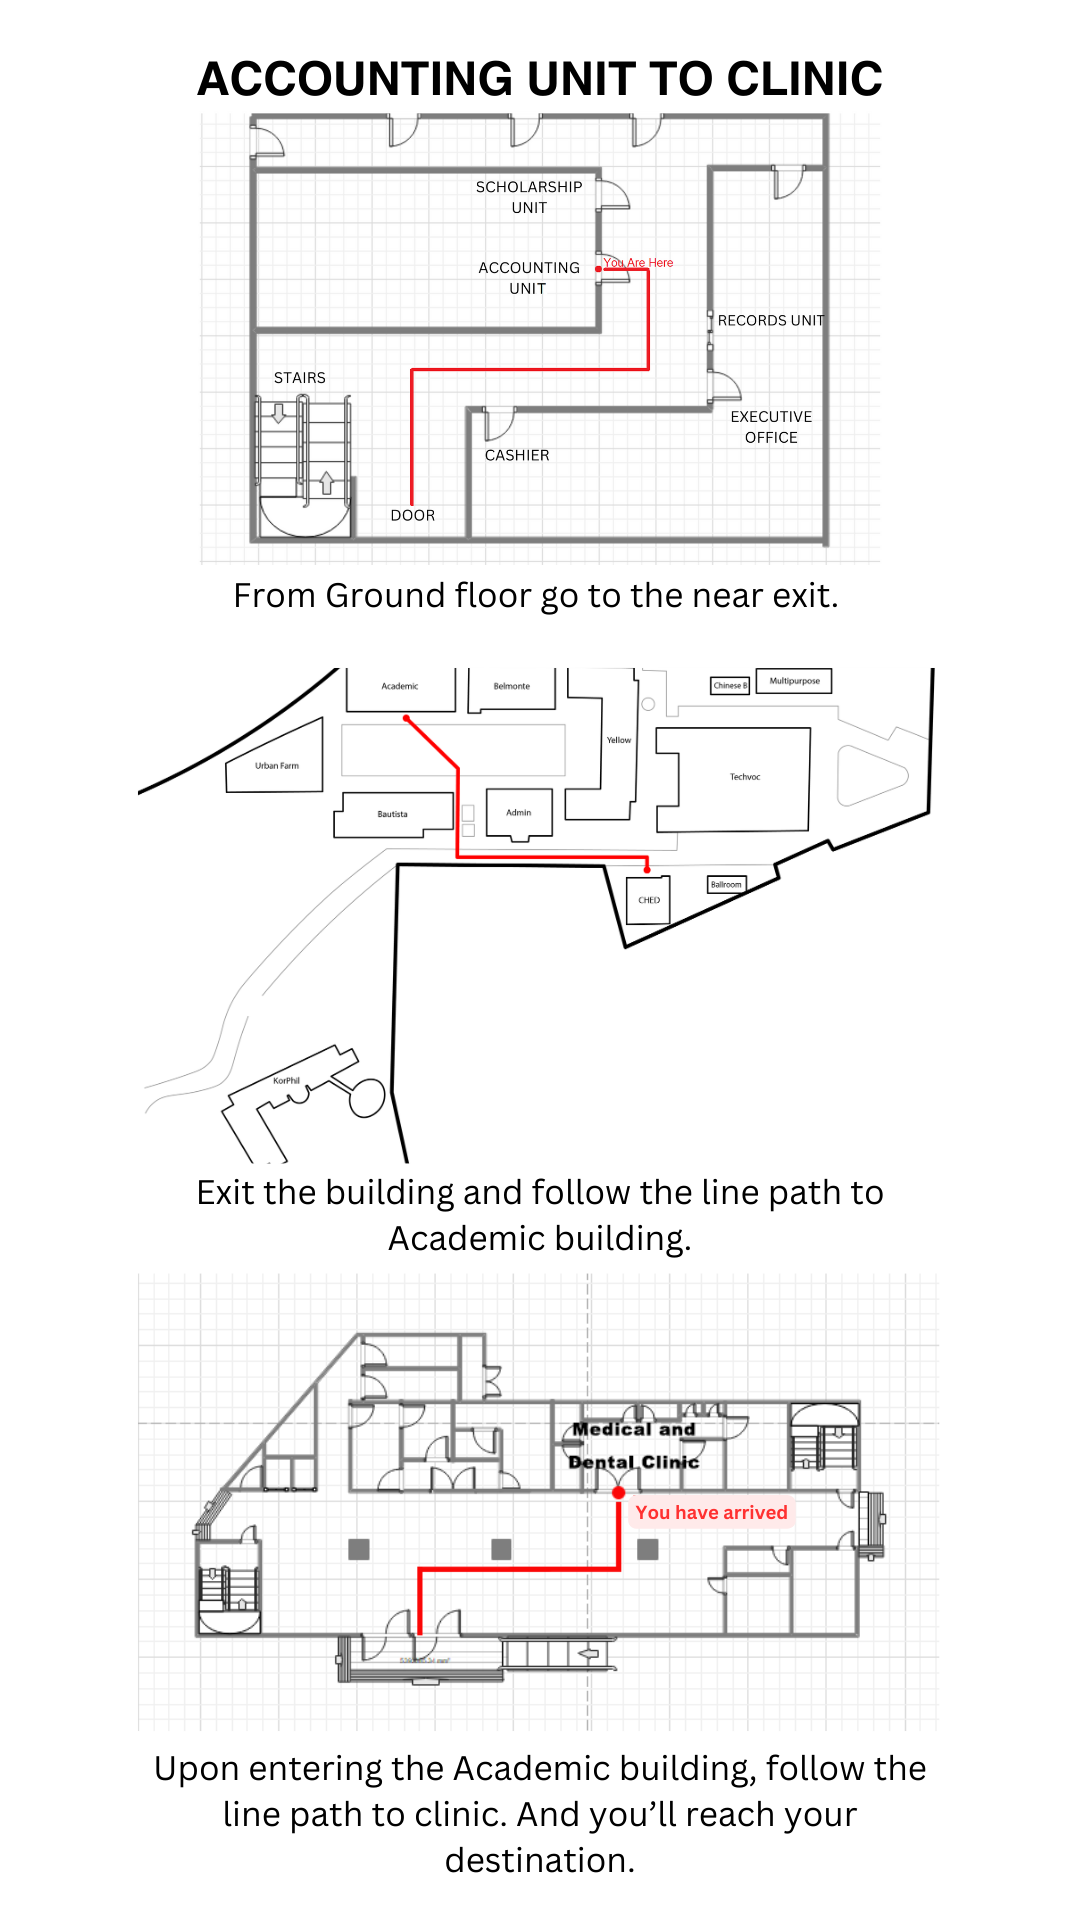 ACCOUNTING UNIT TO CLINIC
SCHOLARSHIP
UNIT
You Are Here
ACCOUNTING
UNIT
RECORDS UNIT
STAIRS
EXECUTIVE
OFFICE
CASHIER
DOOR
From Ground floor go to the near exit.
Academic
Belmonte
Chinese B
Multipurpose
Yellow
Urban Farm
Techvoc
Bautista
Admin
CHED
Ballroom
KorPhil
Exit the building and follow the line path to
Academic building.
Medical and
Dental Clinic
You have arrived
Upon entering the Academic building, follow the
line path to clinic. And you’ll reach your
destination.